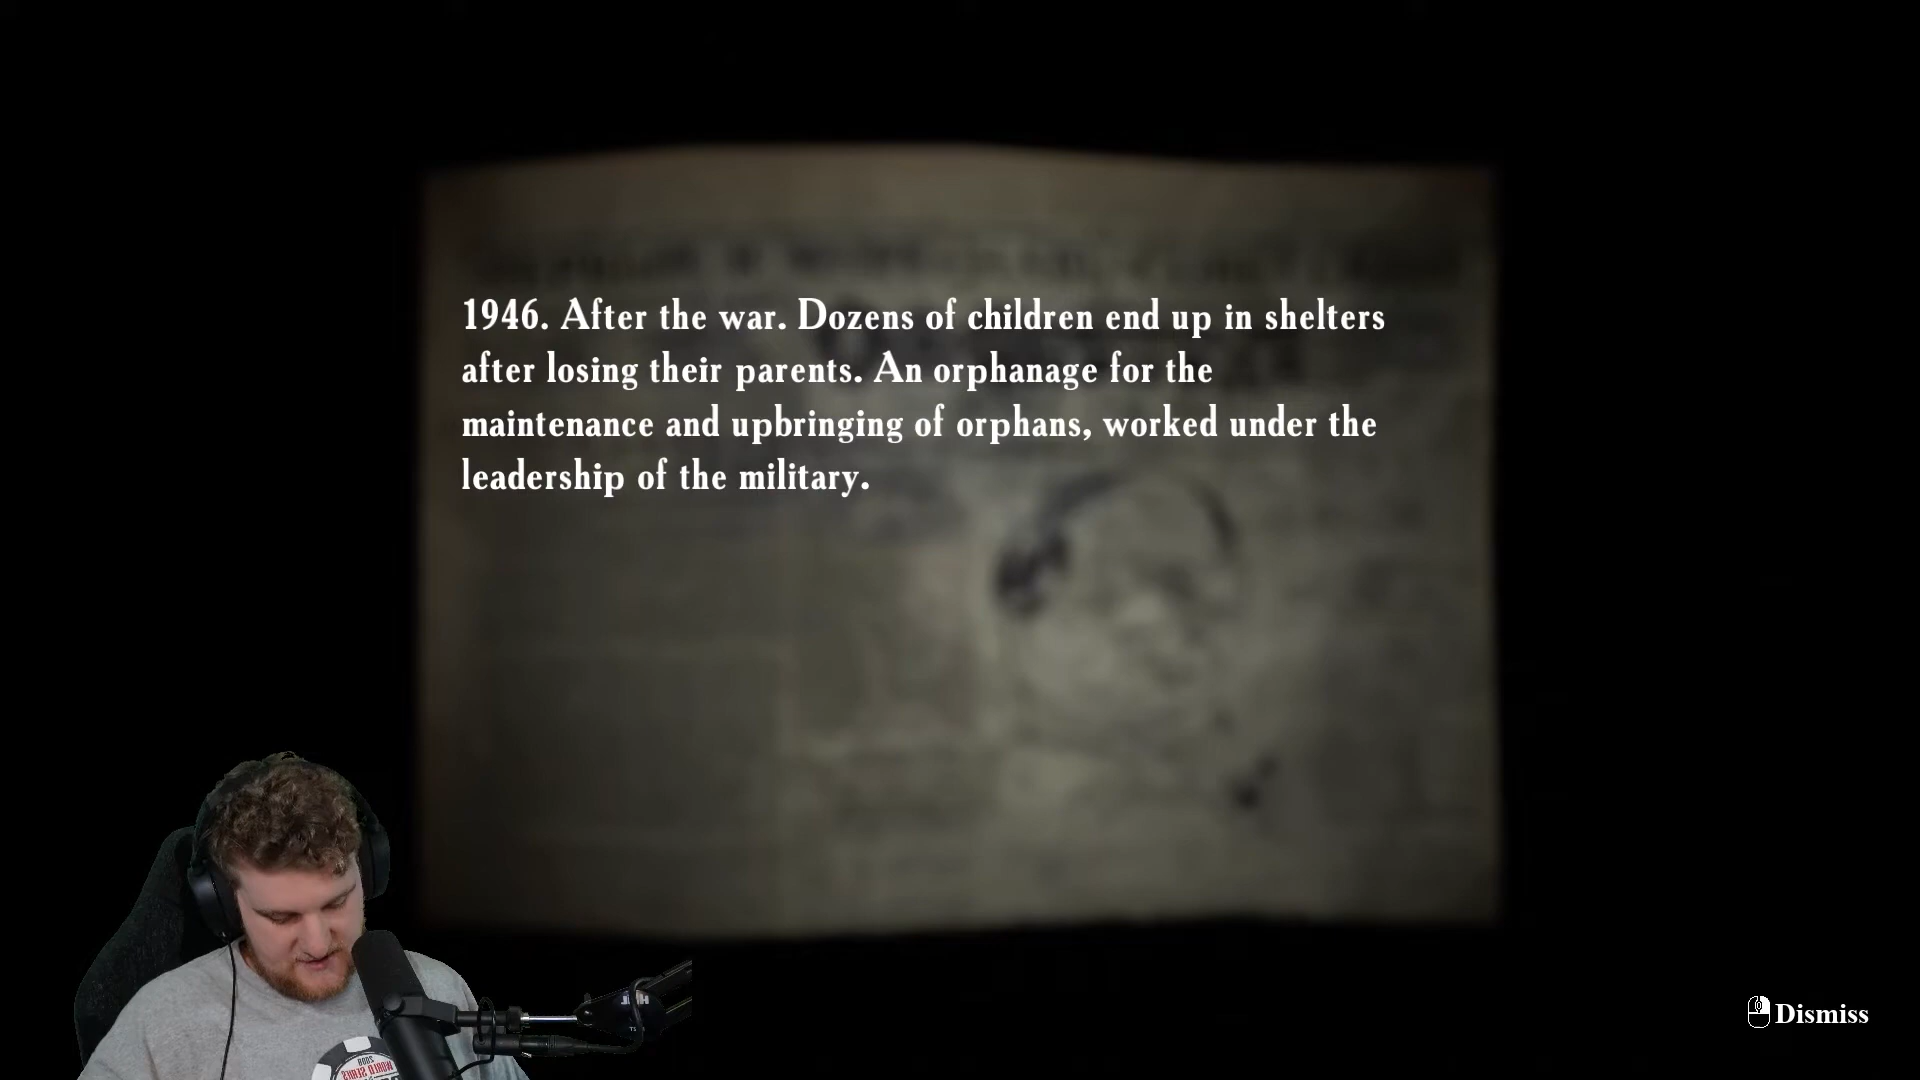 1946. After the war. Dozens of children end up in shelters
after losing their parents. An orphanage for the
maintenance and upbringing of orphans, worked under the
leadership of the military.
Dismiss